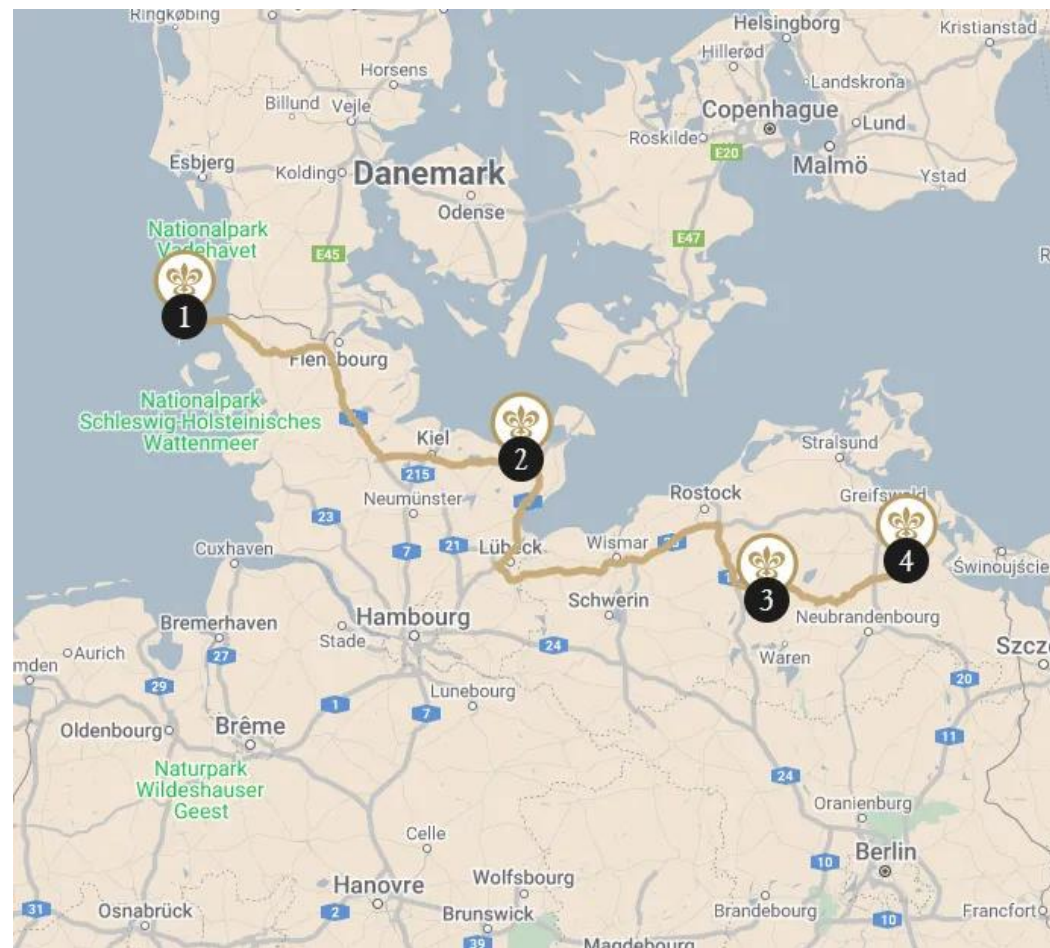 Ringkøbing
Helsingborg
Kristianstad
Hillerød
Horsens
Landskrona
Billund
Vejle
Copenhague
Lund
Roskilde
E20
Malmö
Esbjerg
Kolding
Danemark
Ystad
Odense
Nationalpark
Vadehavet
E45
E47
R
1
Flensbourg
Nationalpark
Schleswig-Holsteinisches
Wattenmeer
Kiel
2
215
Stralsund
Neumünster
Rostock
Greifswald
23
Cuxhaven
7
21
Lübeck
Wismar
4
Świnoujście
3
Schwerin
Bremerhaven
Stade
Hambourg
Neubrandenbourg
Aurich
mden
27
24
Waren
Szcze
29
Lunebourg
20
1
7
Oldenbourg
Brême
11
Naturpark
Wildeshauser
Geest
24
Oranienburg
Celle
Berlin
10
Hanovre
Wolfsbourg
31
Osnabrück
2
Brunswick
Brandebourg
10
Francfort
39
Magdebourg